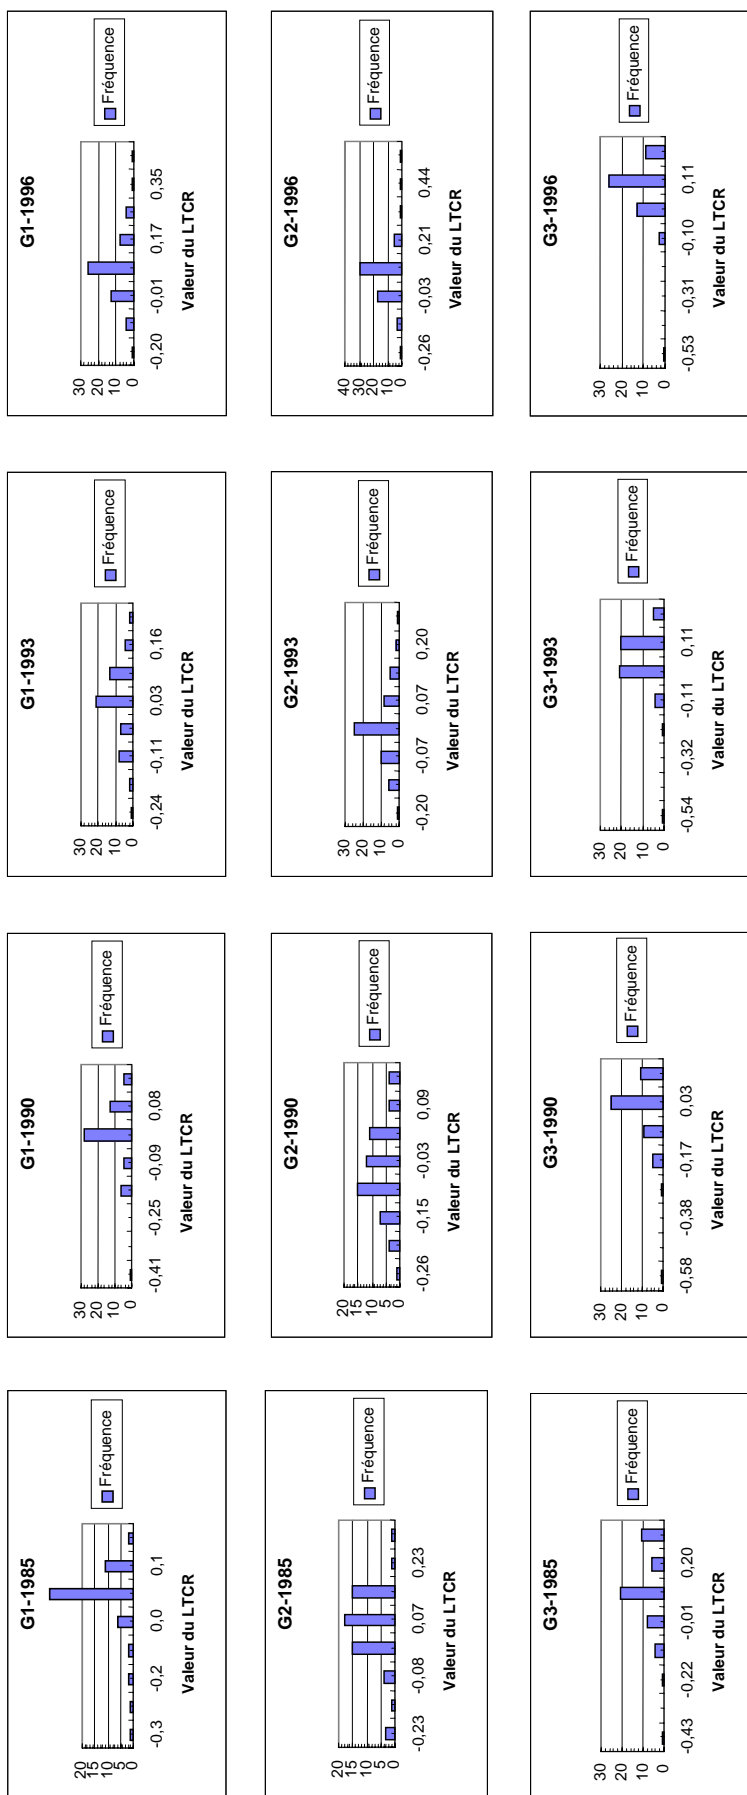 G1-1985
20
15
10
5
0
-0,3 -0,2 0,0 0,1
Valeur du LTCR
Fréquence
G1-1990
30
20
10
0
-0,41 -0,25 -0,09 0,08
Valeur du LTCR
Fréquence
G1-1993
30
20
10
0
-0,24 -0,11 0,03 0,16
Valeur du LTCR
Fréquence
G1-1996
30
20
10
0
-0,20 -0,01 0,17 0,35
Valeur du LTCR
Fréquence
G2-1985
20
15
10
5
0
-0,23 -0,08 0,07 0,23
Valeur du LTCR
Fréquence
G2-1990
20
15
10
5
0
-0,26 -0,15 -0,03 0,09
Valeur du LTCR
Fréquence
G2-1993
30
20
10
0
-0,20 -0,07 0,07 0,20
Valeur du LTCR
Fréquence
G2-1996
40
30
20
10
0
-0,26 -0,03 0,21 0,44
Valeur du LTCR
Fréquence
G3-1985
30
20
10
0
-0,43 -0,22 -0,01 0,20
Valeur du LTCR
Fréquence
G3-1990
30
20
10
0
-0,58 -0,38 -0,17 0,03
Valeur du LTCR
Fréquence
G3-1993
30
20
10
0
-0,54 -0,32 -0,11 0,11
Valeur du LTCR
Fréquence
G3-1996
30
20
10
0
-0,53 -0,31 -0,10 0,11
Valeur du LTCR
Fréquence